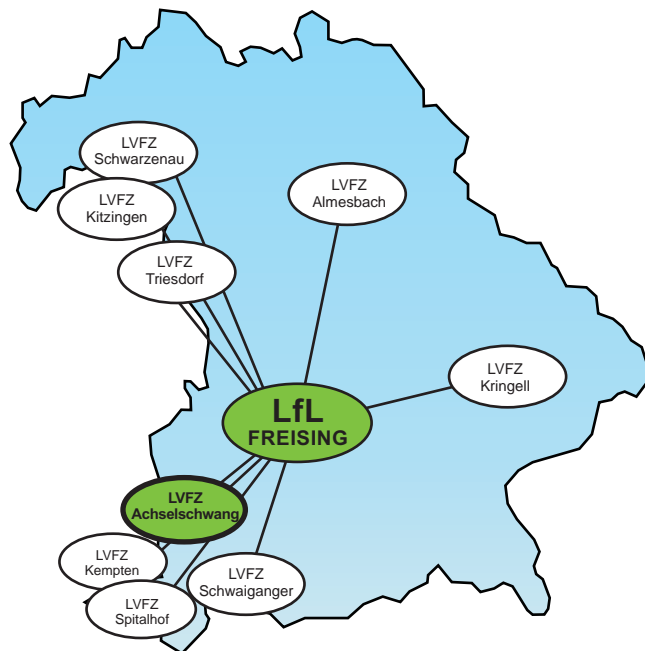 LVFZ
Schwarzenau
LVFZ
Kitzingen
LVFZ
Almesbach
LVFZ
Triesdorf
LVFZ
Kringell
LfL
FREISING
LVFZ
Achselschwang
LVFZ
Kempten
LVFZ
Schwaiganger
LVFZ
Spitalhof